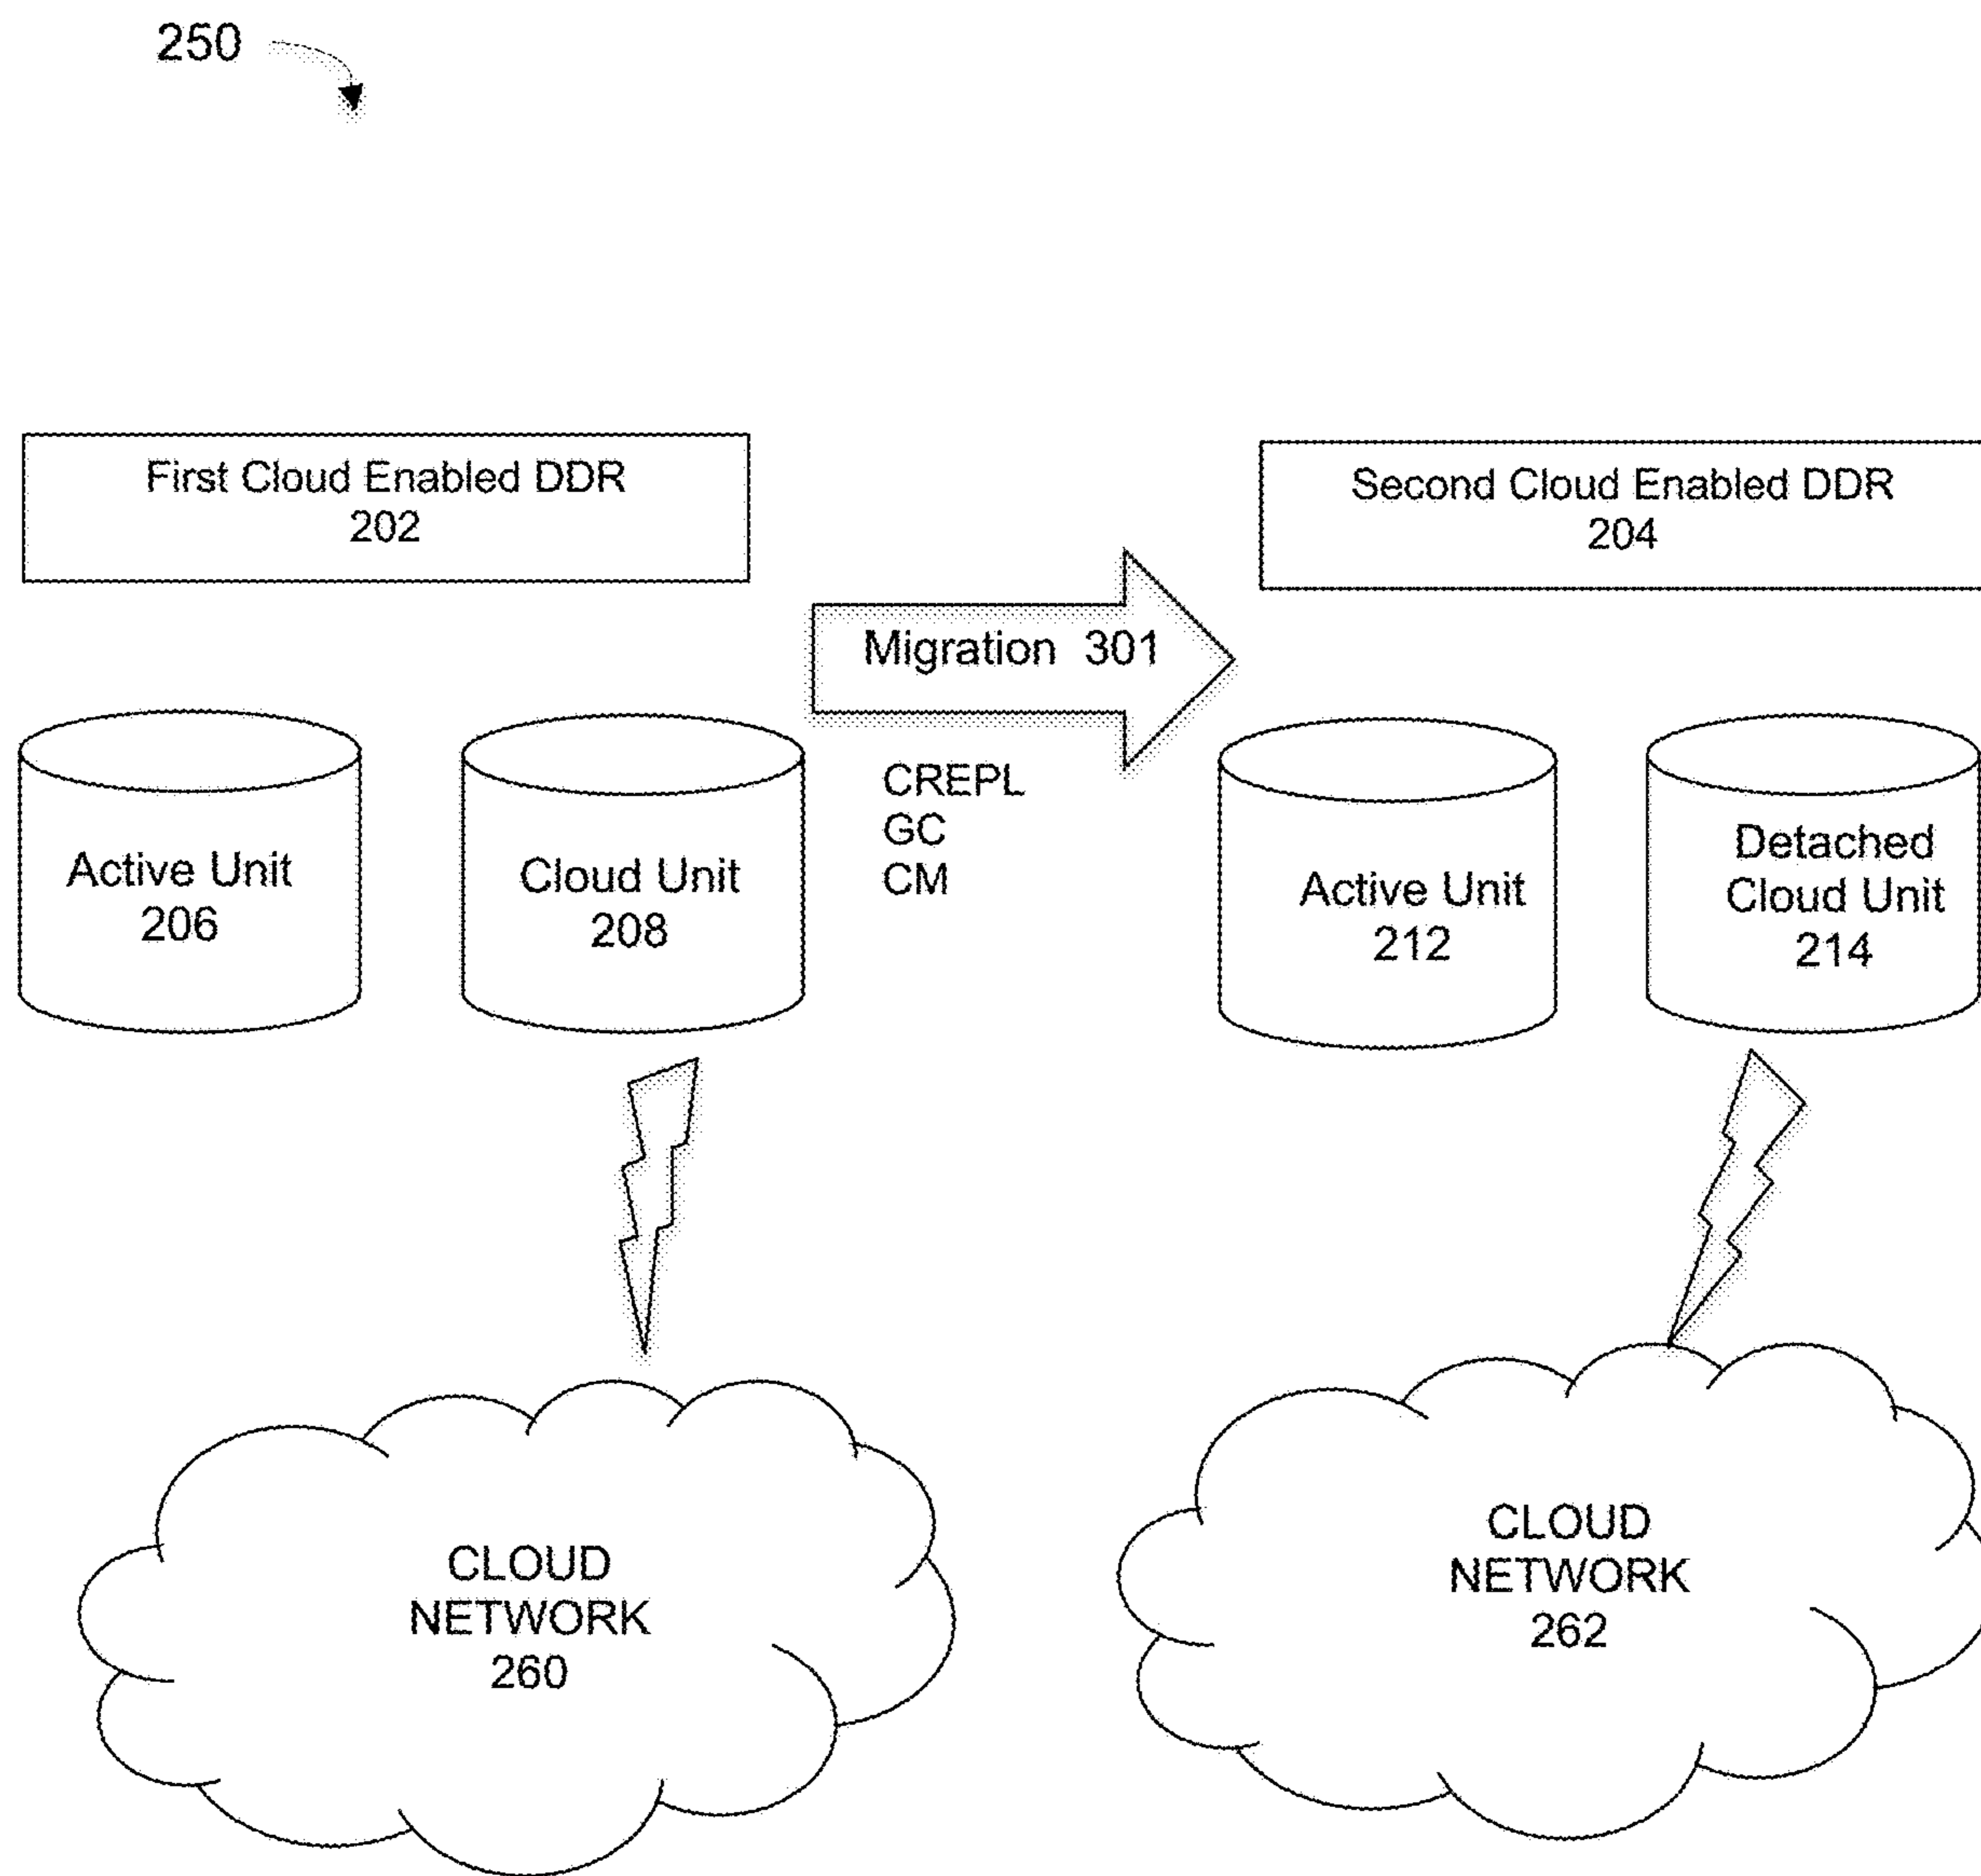 250
First Cloud Enabled DDR
202
Second Cloud Enabled DDR
204
Migration 301
CREPL
GC
CM
Active Unit
206
Cloud Unit
208
Active Unit
212
Detached
Cloud Unit
214
CLOUD
NETWORK
260
CLOUD
NETWORK
262